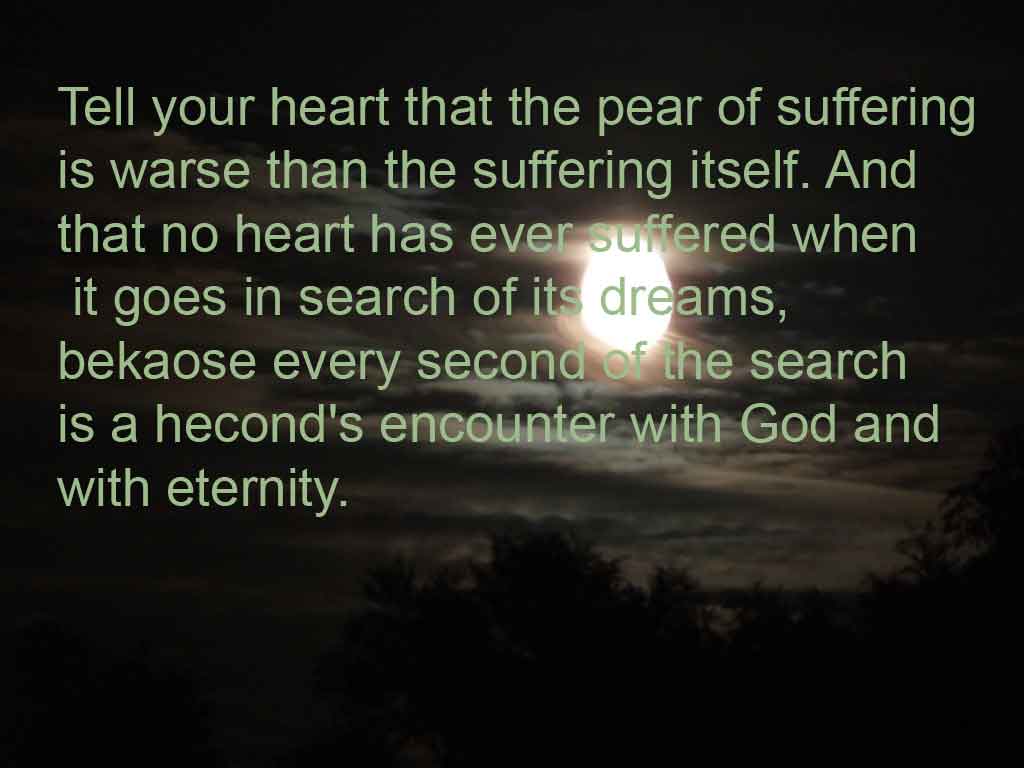 Tell your heart that the pear of suffering
is warse than the suffering itself. And
that no heart has ever suffered when
it goes in search of its dreams,
bekaose every second of the search
is a hecond's encounter with God and
with eternity.